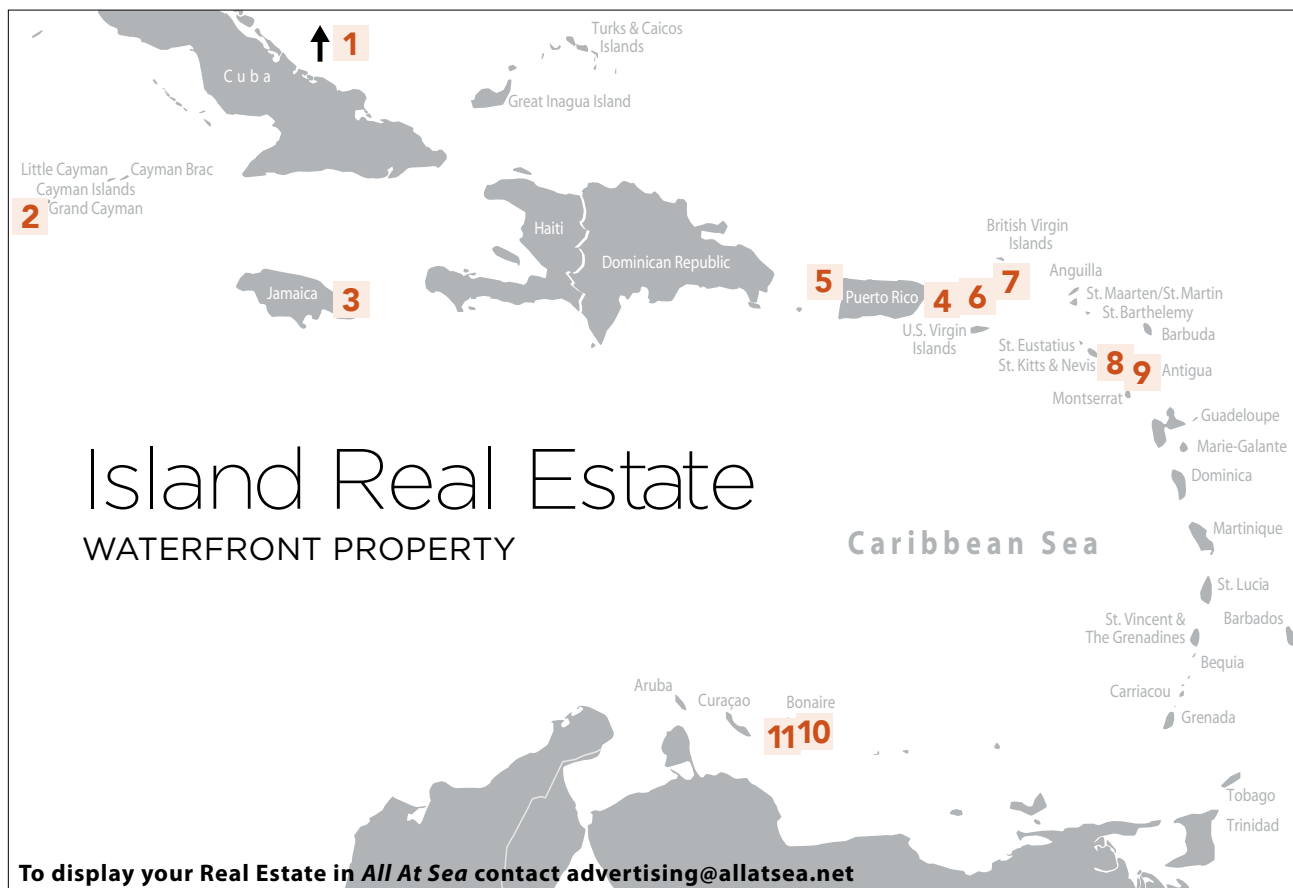 Turks & Caicos
Islands
1
Cuba
Great Inagua Island
Little Cayman
Cayman Brac
Cayman Islands
2
Grand Cayman
Haiti
Dominican Republic
Jamaica
3
5
Puerto Rico
4
6
7
British Virgin
Islands
Anguilla
St. Maarten/St. Martin
St. Barthelemy
Barbuda
U.S. Virgin
Islands
St. Eustatius
St. Kitts & Nevis
8
9
Antigua
Montserrat
Guadeloupe
Marie-Galante
Dominica
Island Real Estate
WATERFRONT PROPERTY
Caribbean Sea
Martinique
St. Lucia
St. Vincent &
The Grenadines
Barbados
Bequia
Carriacou
Grenada
Aruba
Curaçao
Bonaire
11
10
Tobago
Trinidad
To display your Real Estate in All At Sea contact advertising@allatsea.net